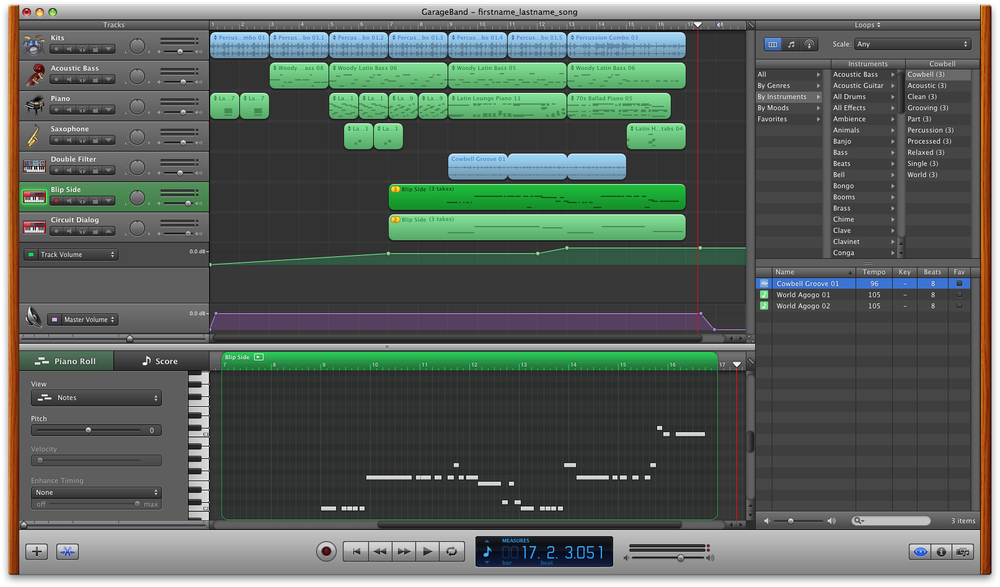 GarageBand – firstname_lastname_song
Tracks
1 2 3 4 5 6 7 8 9 10 11 12 13 14 15 16 17 18
Loops
Kits
Percus...mbo 01 Percus...bo 01.1 Percus...bo 01.2 Percus...bo 01.3 Percus...bo 01.4 Percus...bo 01.5 Percussion Combo 03
L R
Scale: Any
Acoustic Bass
Woody ...ass 08 Woody Latin Bass 06 Woody Latin Bass 05 Woody Latin Bass 06
L R
Piano
La...7 La...7 La...1 La...1 La...9 La...9 Latin Lounge Piano 11 70s Ballad Piano 05
L R
Saxophone
La...1 La...1 Latin H...tabs 04
L R
Double Filter
Cowbell Groove 01
L R
Blip Side
3 Blip Side (3 takes)
L R
Circuit Dialog
2 Blip Side (3 takes)
L R
Track Volume
0.0 dB
Master Volume
0.0 dB
Instruments Cowbell
All Acoustic Bass Cowbell (3)
By Genres Acoustic Guitar Acoustic (3)
By Instruments All Drums Clean (3)
By Moods All Effects Grooving (3)
Favorites Ambience Part (3)
Animals Percussion (3)
Banjo Processed (3)
Bass Relaxed (3)
Beats Single (3)
Bell World (3)
Bongo
Booms
Brass
Chime
Clave
Clavinet
Conga
Name Tempo Key Beats Fav
Cowbell Groove 01 96 – 8
World Agogo 01 105 – 8
World Agogo 02 105 – 8
Piano Roll Score
Blip Side
7 8 9 10 11 12 13 14 15 16 17
View
Notes
Pitch
0
Velocity
Enhance Timing
None
off max
C3
C2
3 items
MEASURES
0017. 2. 3.051
bar beat